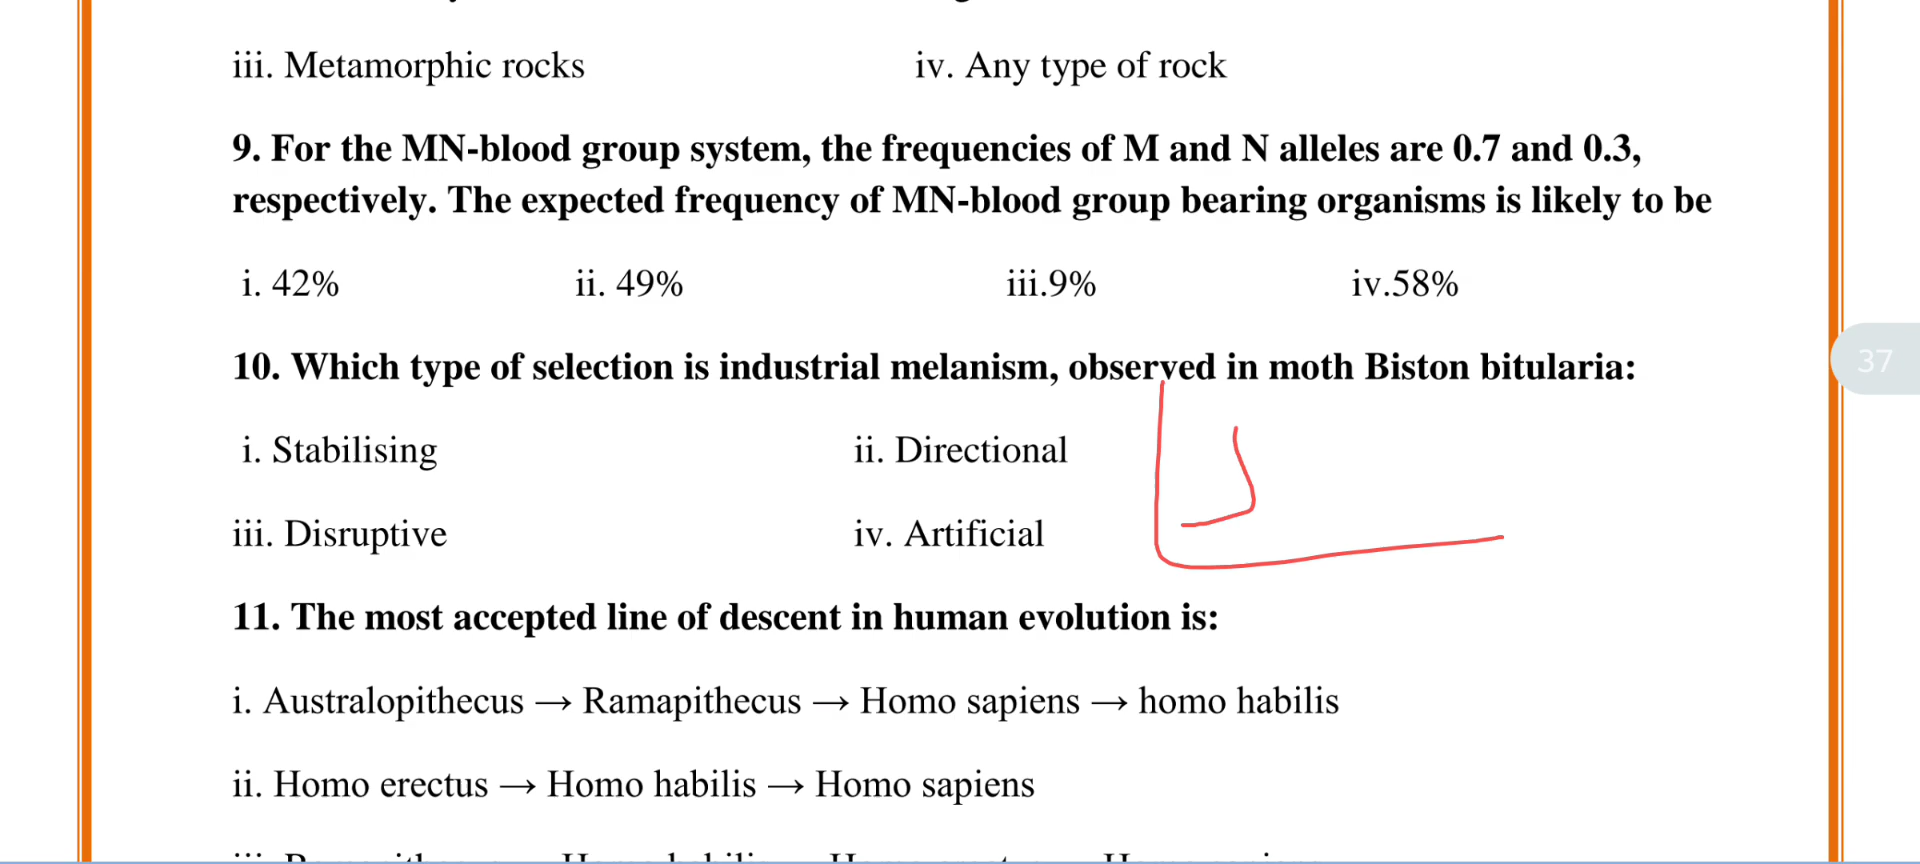 iii. Metamorphic rocks iv. Any type of rock
9. For the MN-blood group system, the frequencies of M and N alleles are 0.7 and 0.3,
respectively. The expected frequency of MN-blood group bearing organisms is likely to be
i. 42% ii. 49% iii.9% iv.58%
10. Which type of selection is industrial melanism, observed in moth Biston bitularia:
37
i. Stabilising ii. Directional
iii. Disruptive iv. Artificial
11. The most accepted line of descent in human evolution is:
i. Australopithecus → Ramapithecus → Homo sapiens → homo habilis
ii. Homo erectus → Homo habilis → Homo sapiens